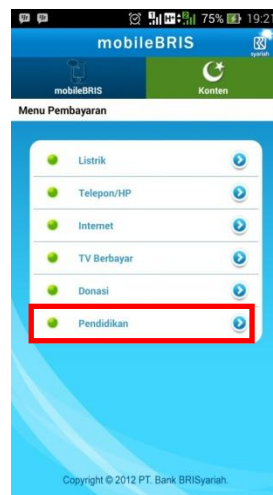 75% 19:21
mobileBRIS
syariah
mobileBRIS Konten
Menu Pembayaran
Listrik
Telepon/HP
Internet
TV Berbayar
Donasi
Pendidikan
Copyright © 2012 PT. Bank BRISyariah.